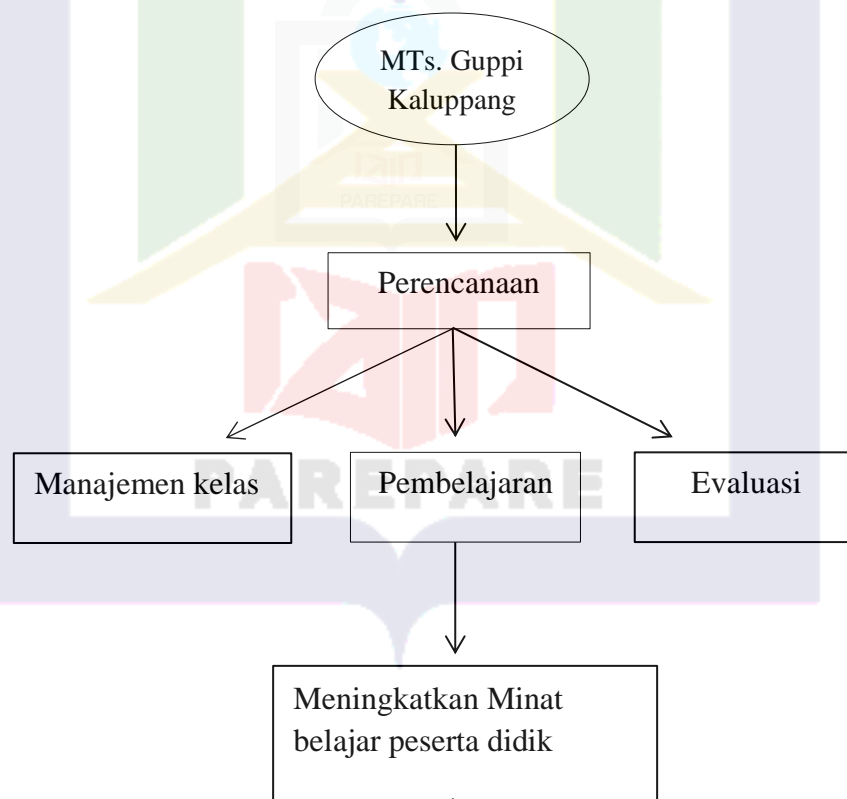 MTs. Guppi
Kaluppang
PAREPARE
Perencanaan
Manajemen kelas
Pembelajaran
Evaluasi
PAREPARE
Meningkatkan Minat
belajar peserta didik